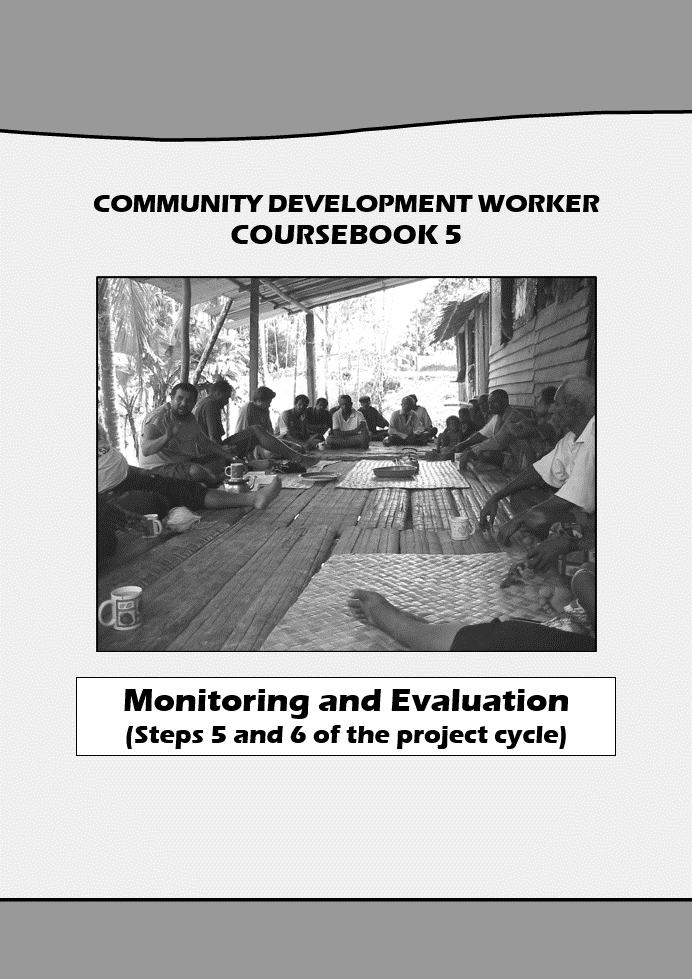 COMMUNITY DEVELOPMENT WORKER
COURSEBOOK 5
Monitoring and Evaluation
(Steps 5 and 6 of the project cycle)